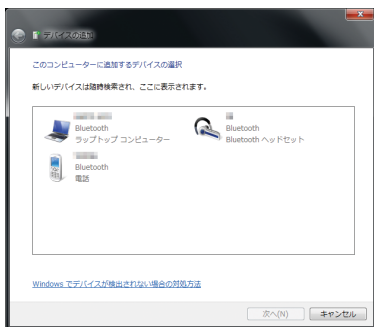 デバイスの追加
このコンピューターに追加するデバイスの選択
新しいデバイスは随時検索され、ここに表示されます。
Bluetooth
ラップトップ コンピューター
Bluetooth
Bluetooth ヘッドセット
Bluetooth
電話
Windows でデバイスが検出されない場合の対処方法
次へ(N)
キャンセル